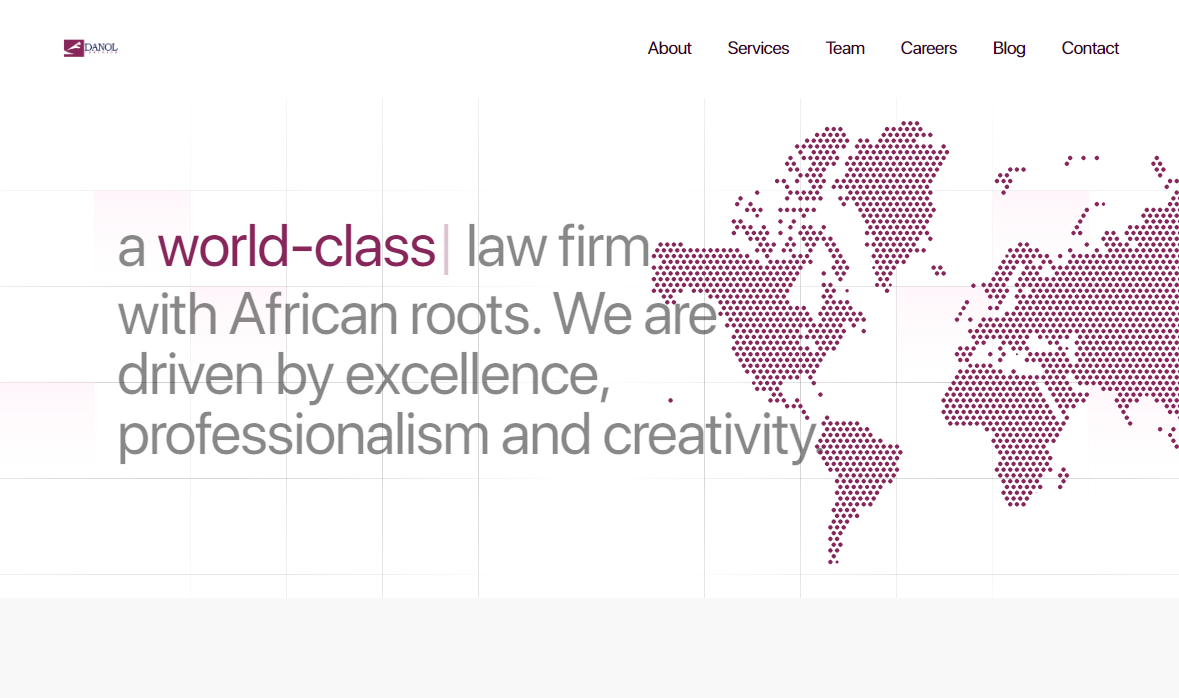 DANOL
About Services Team Careers Blog Contact
a world-class| law firm
with African roots. We are
driven by excellence,
professionalism and creativity.